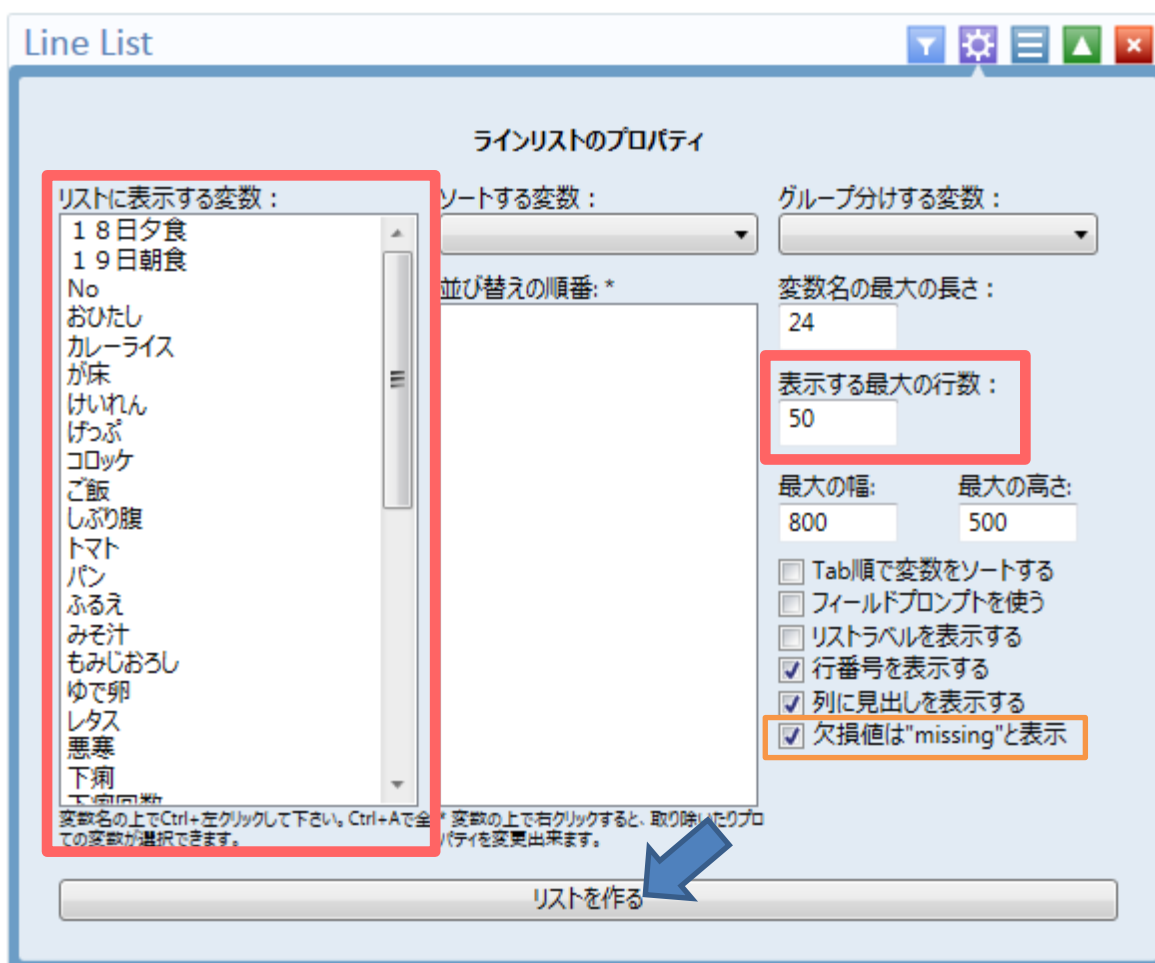 Line List
ラインリストのプロパティ
リストに表示する変数：
１８日夕食
１９日朝食
No
おひたし
カレーライス
が床
けいれん
げっぷ
コロッケ
ご飯
しぶり腹
トマト
パン
ふるえ
みそ汁
もみじおろし
ゆで卵
レタス
悪寒
下痢
下痢回数
変数名の上でCtrl+左クリックして下さい。Ctrl+Aで全
ての変数が選択できます。
ソートする変数：
並び替えの順番: *
* 変数の上で右クリックすると、取り除いたりプロ
パティを変更出来ます。
グループ分けする変数：
変数名の最大の長さ：
24
表示する最大の行数：
50
最大の幅:
800
最大の高さ:
500
Tab順で変数をソートする
フィールドプロンプトを使う
リストラベルを表示する
行番号を表示する
列に見出しを表示する
欠損値は"missing"と表示
リストを作る